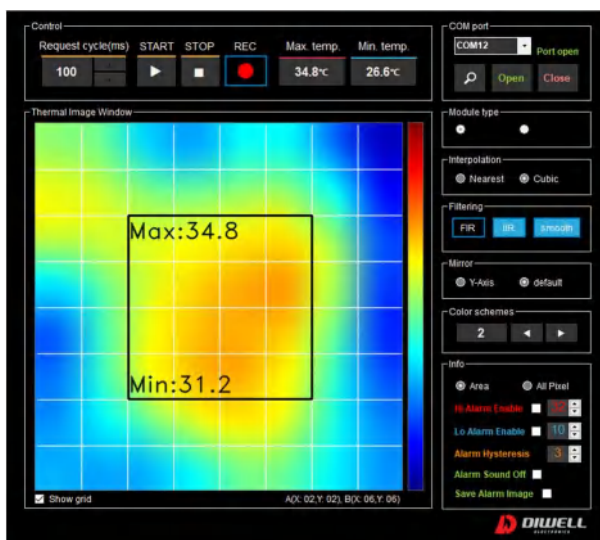 Control
Request cycle(ms) START STOP REC Max. temp. Min. temp.
100 34.8℃ 26.6℃
Thermal Image Window
Max:34.8
Min:31.2
Show grid A(X: 02,Y: 02), B(X: 06,Y: 06)
COM port
COM12 Port open
Open Close
Module type
Interpolation
Nearest Cubic
Filtering
FIR IIR smooth
Mirror
Y-Axis default
Color schemes
2
Info
Area All Pixel
Hi Alarm Enable
Lo Alarm Enable 10
Alarm Hysteresis 3
Alarm Sound Off
Save Alarm Image
DIWELL
ELECTRONICS